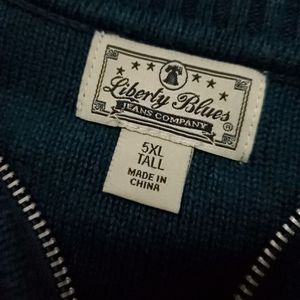 Liberty Blues
®
JEANS COMPANY
5XL
TALL
MADE IN
CHINA